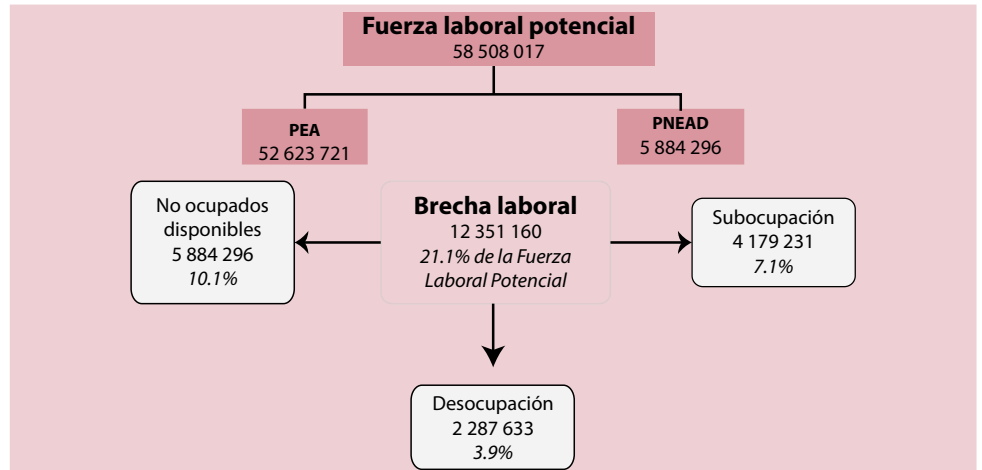 Fuerza laboral potencial
58 508 017
PEA
52 623 721
PNEAD
5 884 296
No ocupados
disponibles
5 884 296
10.1%
Brecha laboral
12 351 160
21.1% de la Fuerza
Laboral Potencial
Subocupación
4 179 231
7.1%
Desocupación
2 287 633
3.9%